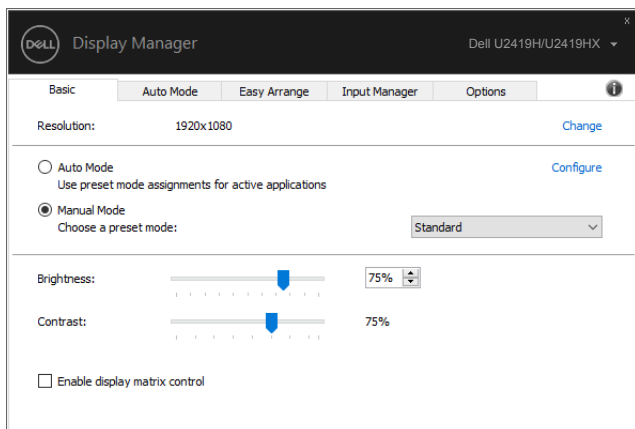 DELL Display Manager Dell U2419H/U2419HX
x
Basic Auto Mode Easy Arrange Input Manager Options i
Resolution: 1920x1080 Change
Auto Mode Configure
Use preset mode assignments for active applications
Manual Mode
Choose a preset mode: Standard
Brightness: 75%
Contrast: 75%
Enable display matrix control